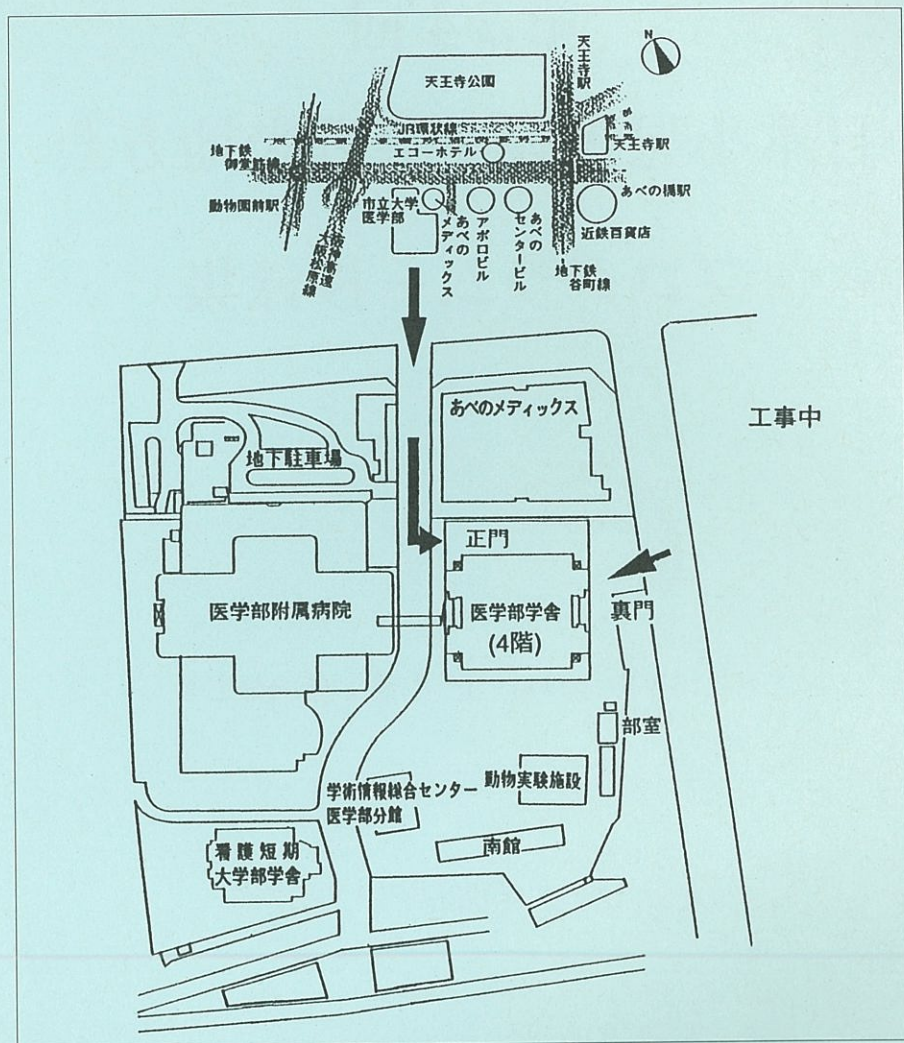 N
天王寺駅
天王寺公園
JR環状線
天王寺駅
地下鉄
御堂筋線
エコーホテル
動物園前駅
市立大学
医学部
あべの
メディックス
アポロビル
あべの
センタービル
あべの橋駅
近鉄百貨店
阪神高速
大阪松原線
地下鉄
谷町線
あべのメディックス
工事中
地下駐車場
正門
医学部附属病院
医学部学舎
(4階)
裏門
部室
学術情報総合センター
医学部分館
動物実験施設
南館
看護短期
大学部学舎